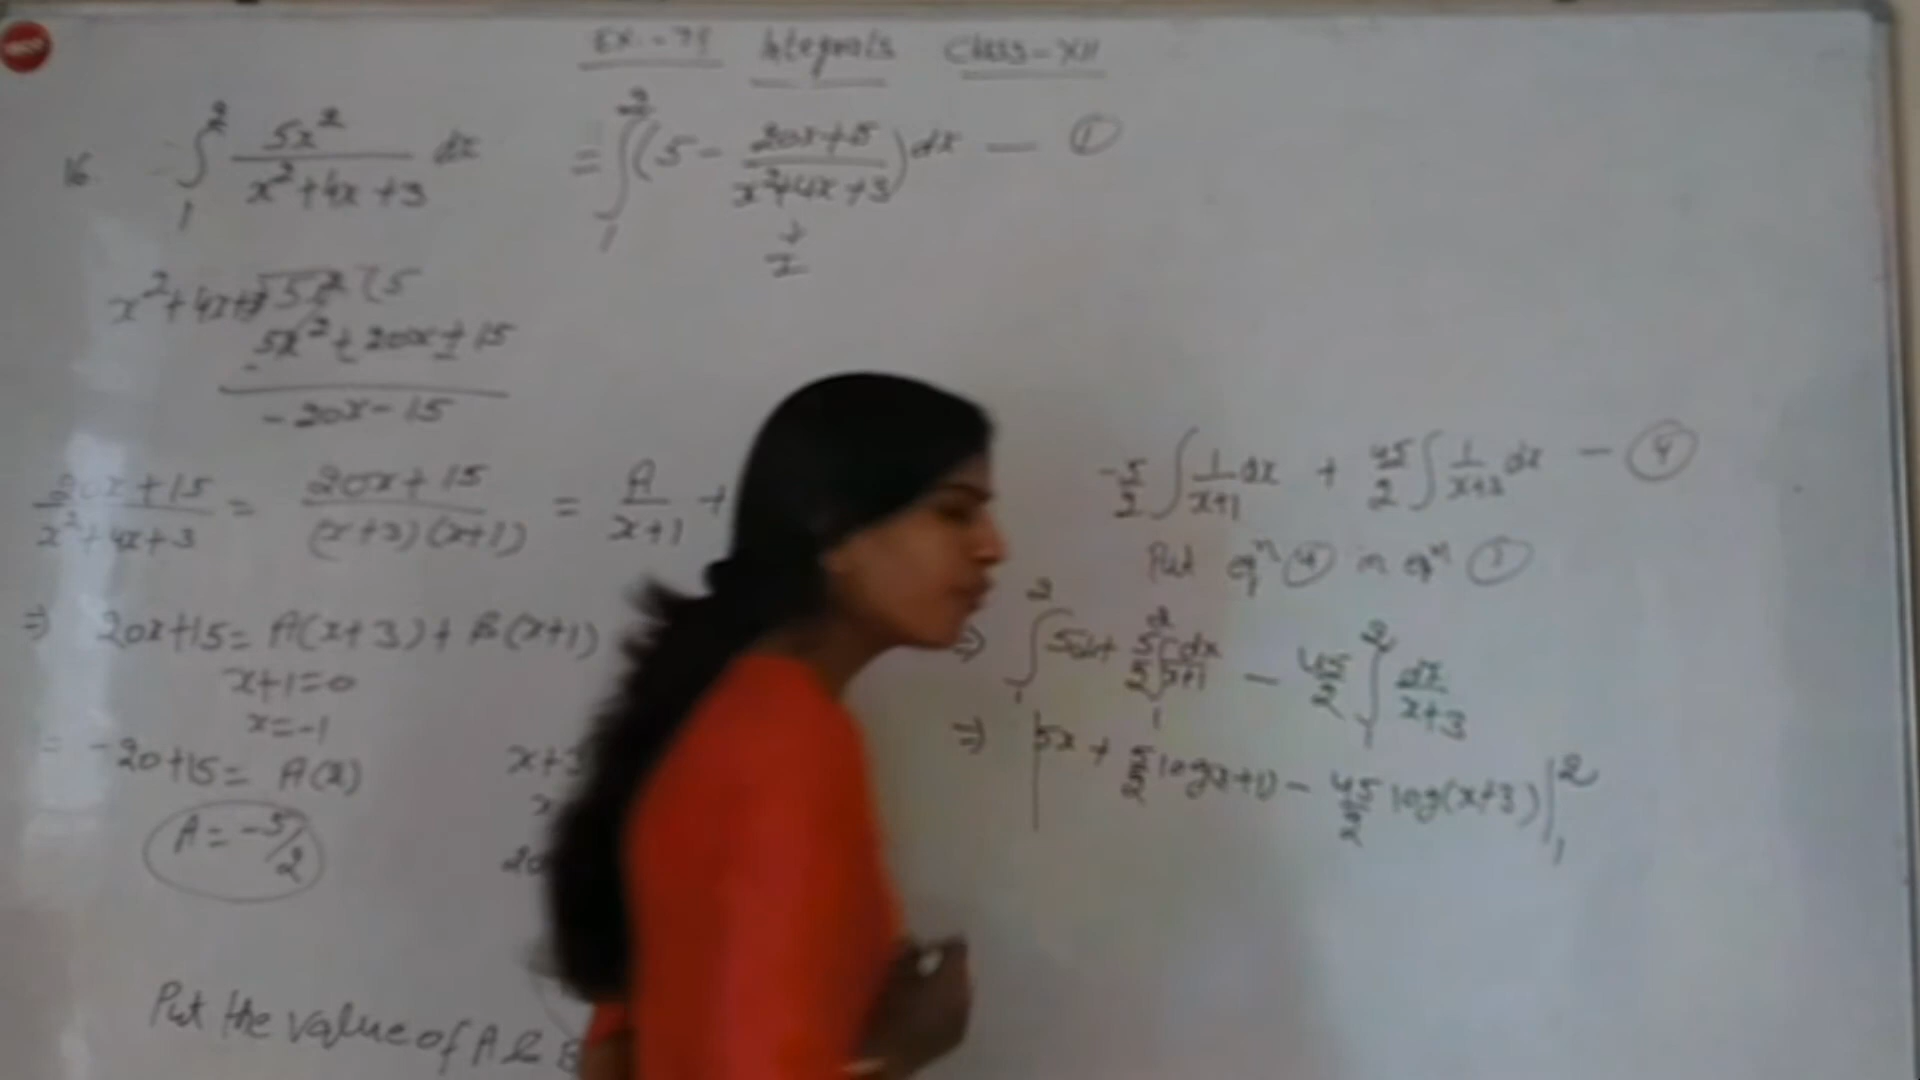 Ex.-7.9 Integrals Class-XII
16. ∫₁² 5x²/(x²+4x+3) dx = ∫₁² (5 - (20x+15)/(x²+4x+3)) dx — ①
I
x²+4x+3 ) 5x² ( 5
5x² + 20x + 15
-20x - 15
(20x+15)/(x²+4x+3) = (20x+15)/((x+3)(x+1)) = A/(x+1) +
⇒ 20x+15 = A(x+3) + B(x+1)
x+1=0
x=-1
= -20+15 = A(2)
A = -5/2
x+3
x
20
Put the value of A & B
-5/2 ∫ 1/(x+1) dx + 45/2 ∫ 1/(x+3) dx — ④
Put eqⁿ ④ in eqⁿ ①
⇒ ∫₁² 5dx + 5/2 ∫₁² dx/(x+1) - 45/2 ∫₁² dx/(x+3)
⇒ |5x + 5/2 log(x+1) - 45/2 log(x+3)|₁²